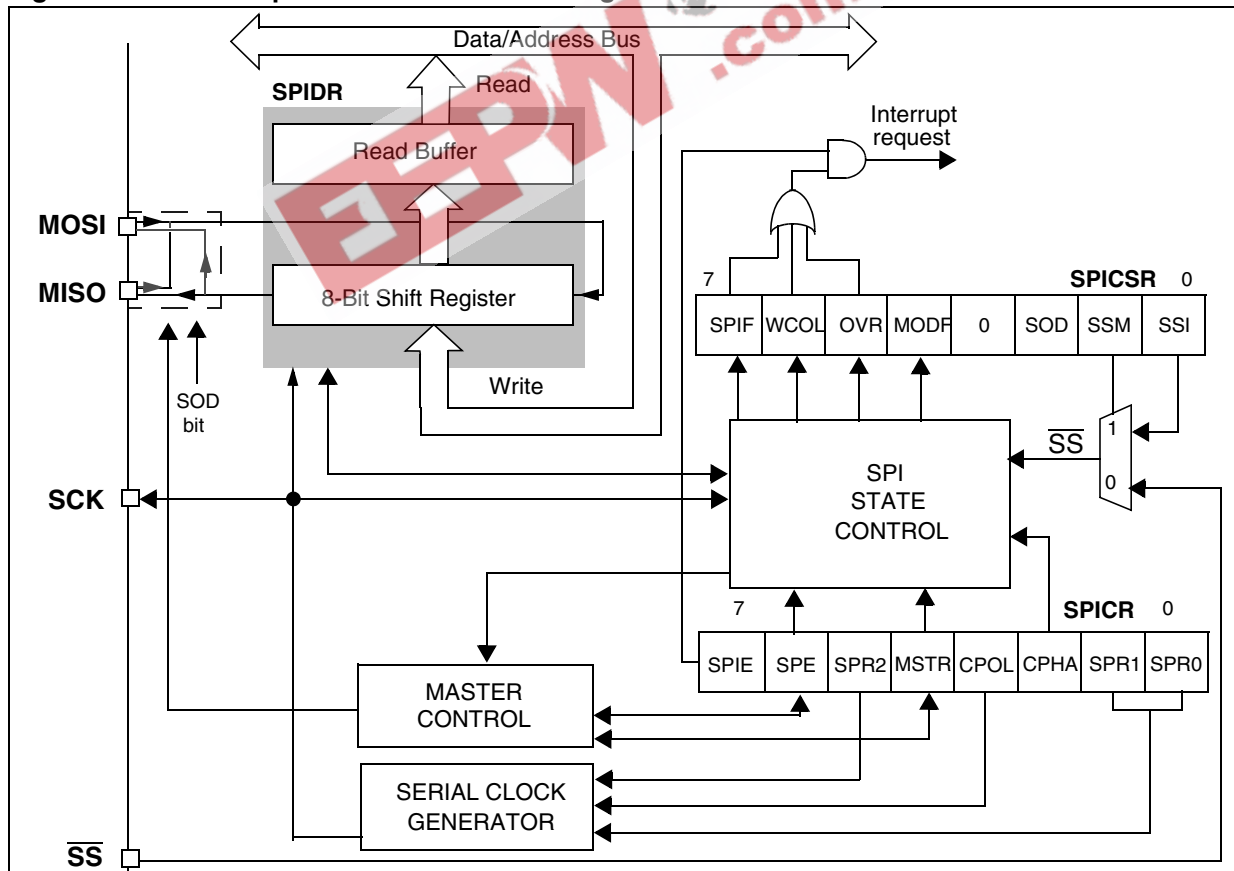 Data/Address Bus
Read
SPIDR
Read Buffer
Interrupt
request
MOSI
MISO
8-Bit Shift Register
7 SPICSR 0
SPIF WCOL OVR MODF 0 SOD SSM SSI
Write
SOD
bit
1
SS
0
SCK
SPI
STATE
CONTROL
7 SPICR 0
SPIE SPE SPR2 MSTR CPOL CPHA SPR1 SPR0
MASTER
CONTROL
SERIAL CLOCK
GENERATOR
SS
EEPW
.com